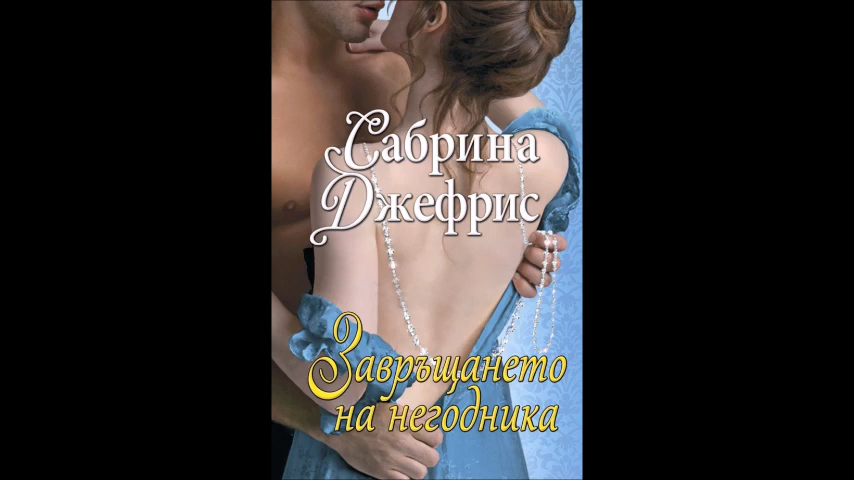 Сабрина
Джефрис
Завръщането
на негодника